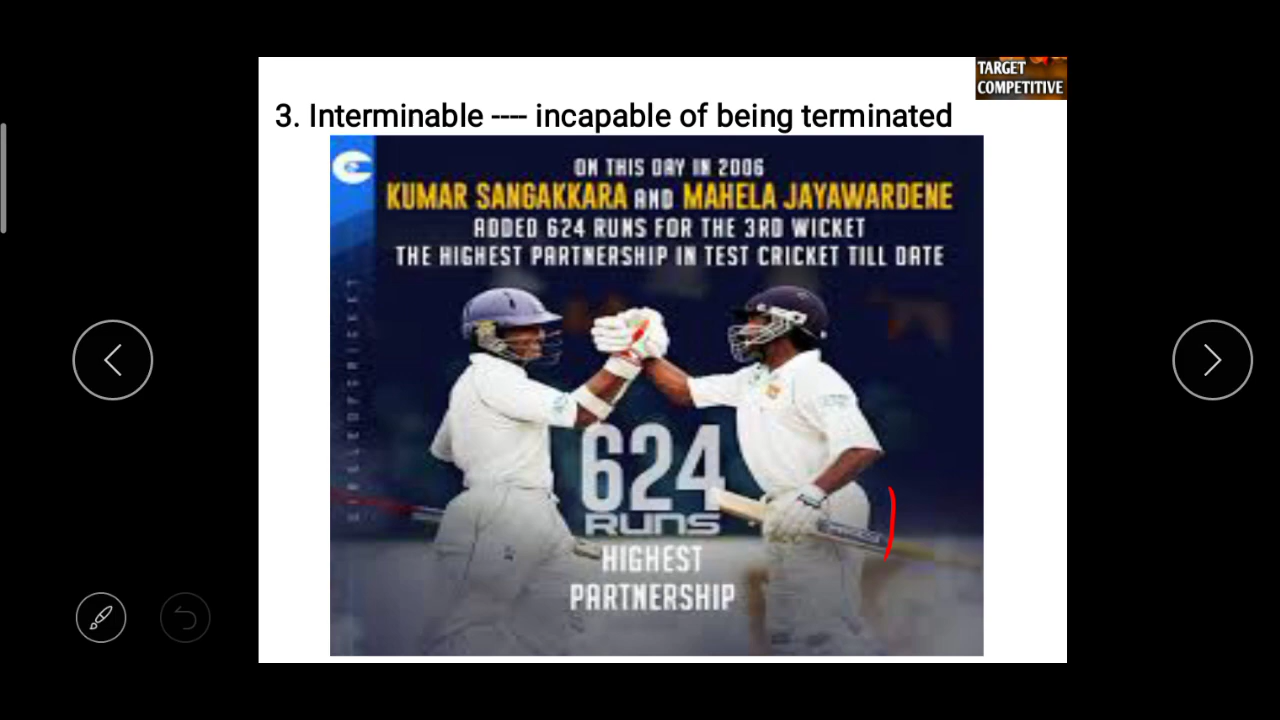 TARGET
COMPETITIVE
3. Interminable ---- incapable of being terminated
ON THIS DAY IN 2006
KUMAR SANGAKKARA AND MAHELA JAYAWARDENE
ADDED 624 RUNS FOR THE 3RD WICKET
THE HIGHEST PARTNERSHIP IN TEST CRICKET TILL DATE
CIRCLEOFCRICKET
624
RUNS
HIGHEST
PARTNERSHIP